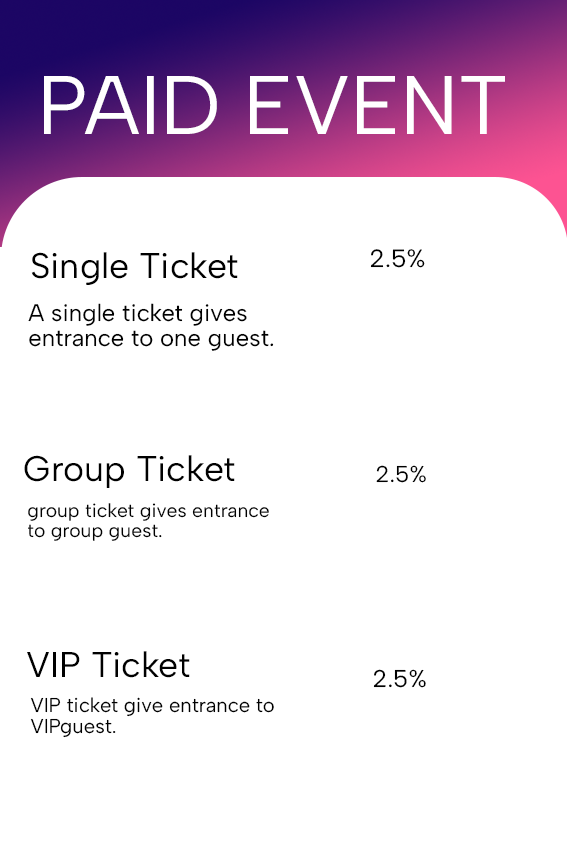 PAID EVENT
Single Ticket
2.5%
A single ticket gives
entrance to one guest.
Group Ticket
2.5%
group ticket gives entrance
to group guest.
VIP Ticket
2.5%
VIP ticket give entrance to
VIPguest.